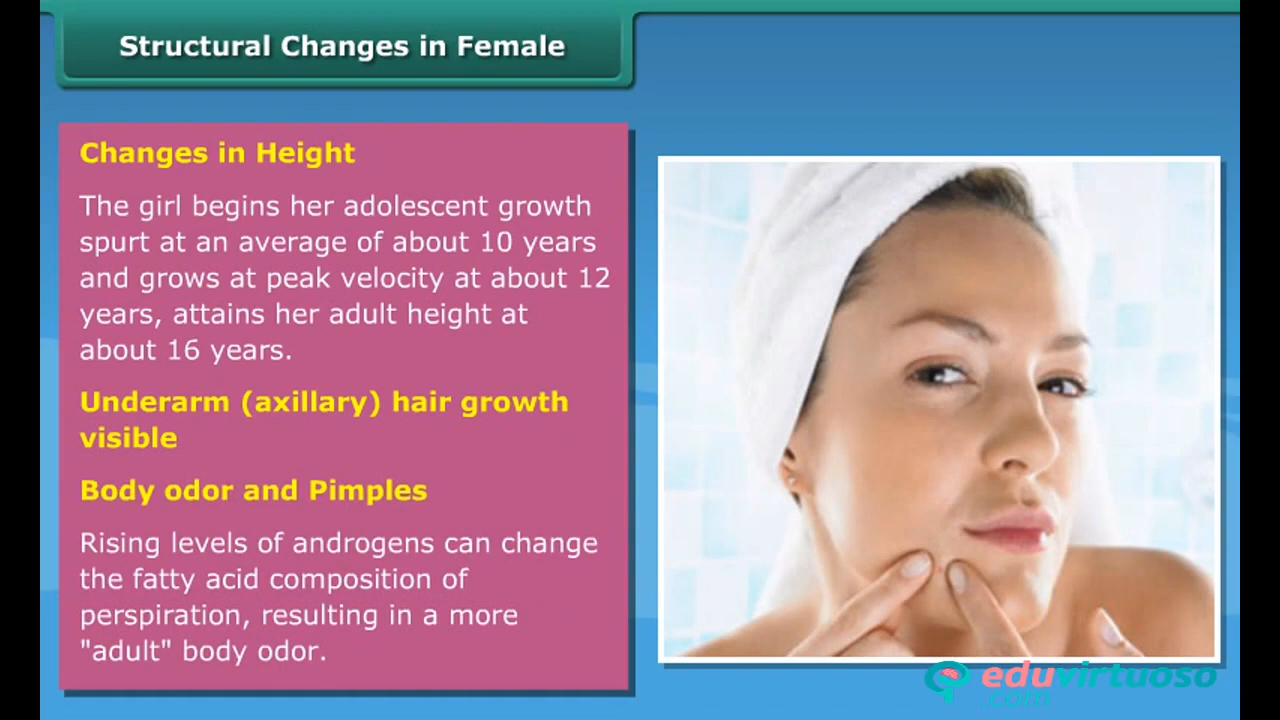 Structural Changes in Female
Changes in Height
The girl begins her adolescent growth
spurt at an average of about 10 years
and grows at peak velocity at about 12
years, attains her adult height at
about 16 years.
Underarm (axillary) hair growth
visible
Body odor and Pimples
Rising levels of androgens can change
the fatty acid composition of
perspiration, resulting in a more
"adult" body odor.
eduvirtuoso
.com